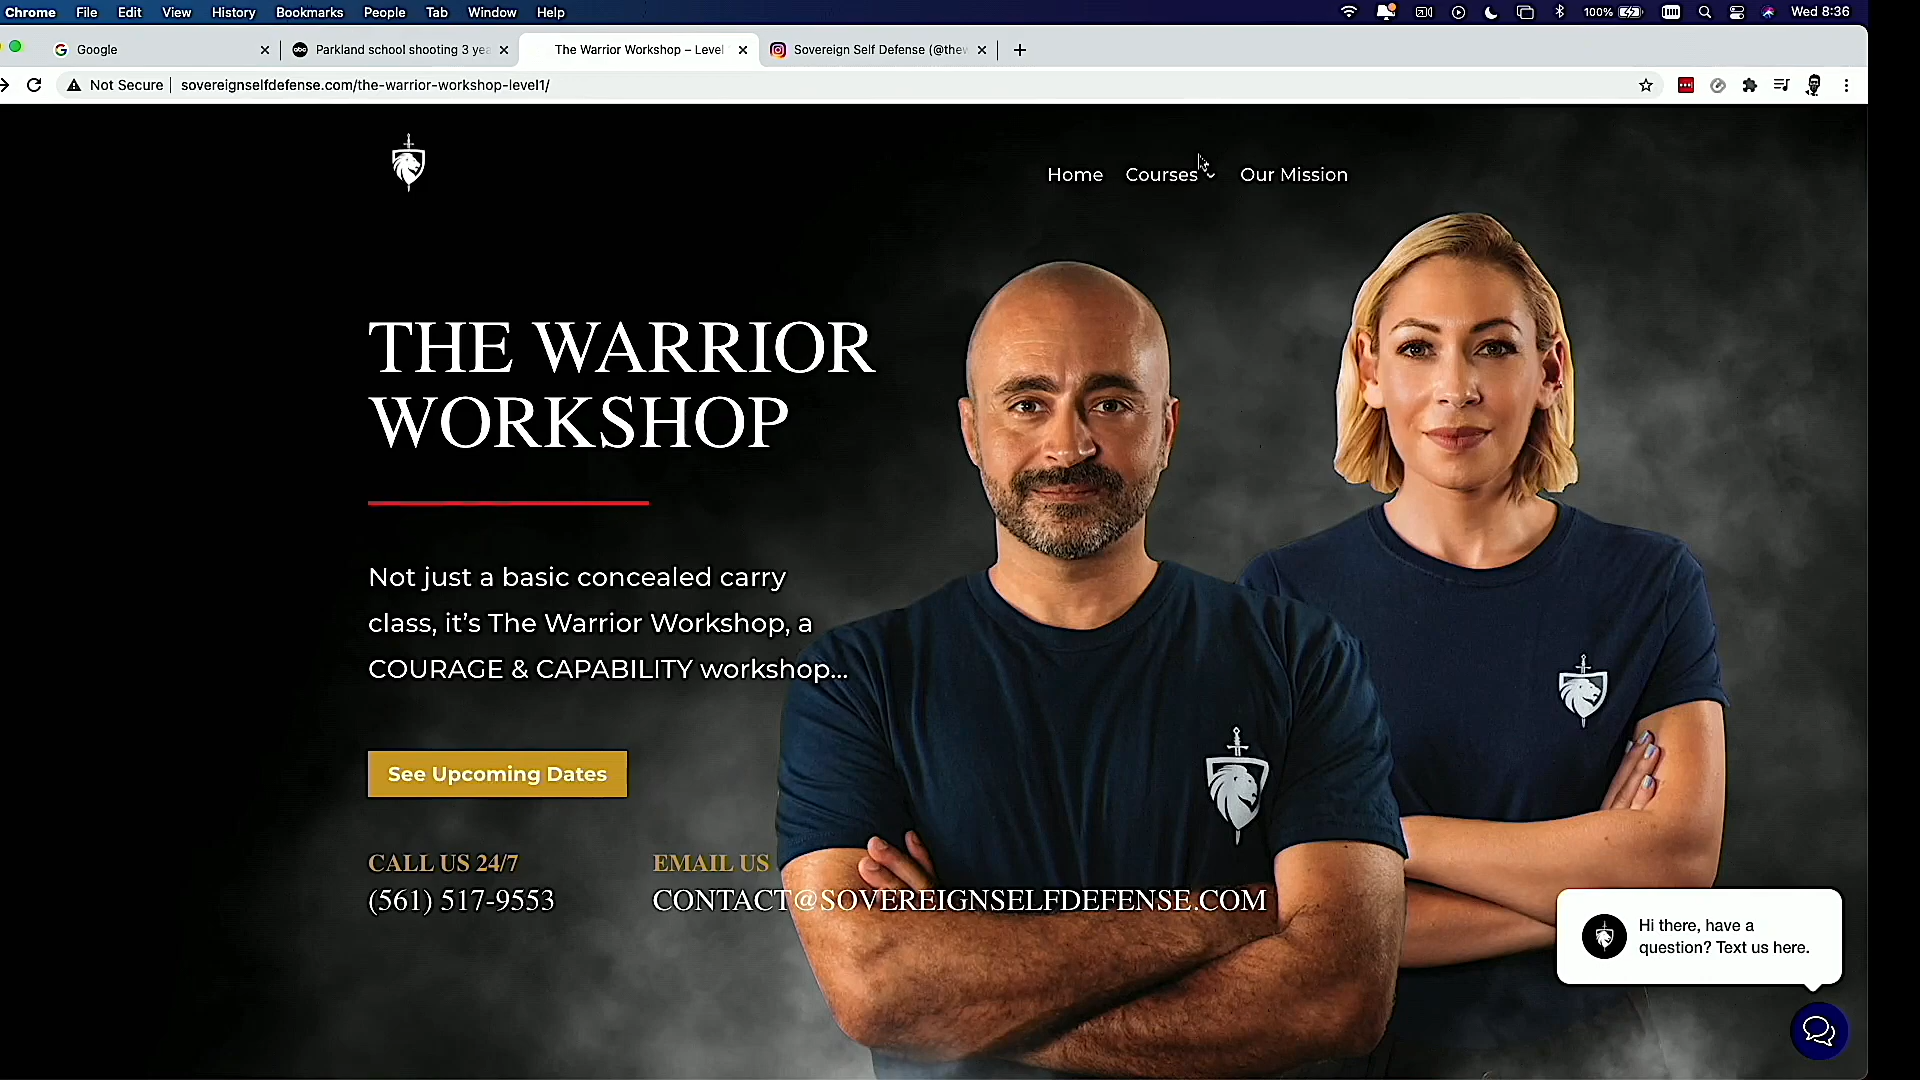 Chrome File Edit View History Bookmarks People Tab Window Help 100% Wed 8:36
Google Parkland school shooting 3 yea The Warrior Workshop – Level Sovereign Self Defense (@thew
Not Secure sovereignselfdefense.com/the-warrior-workshop-level1/
Home Courses Our Mission
THE WARRIOR
WORKSHOP
Not just a basic concealed carry
class, it's The Warrior Workshop, a
COURAGE & CAPABILITY workshop...
See Upcoming Dates
CALL US 24/7 EMAIL US
(561) 517-9553 CONTACT@SOVEREIGNSELFDEFENSE.COM
Hi there, have a
question? Text us here.